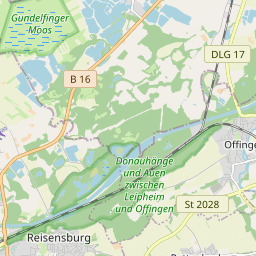 Gundelfinger
Moos
DLG 17
B 16
Offinge
Donauhänge
und Auen
zwischen
Leipheim
und Offingen
St 2028
Reisensburg